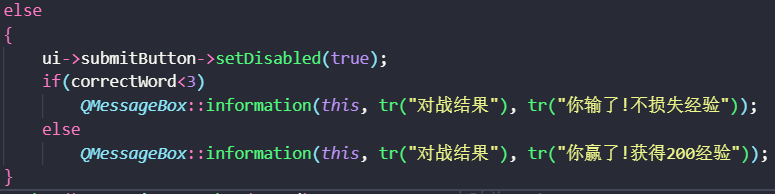 else
{
    ui->submitButton->setDisabled(true);
    if(correctWord<3)
        QMessageBox::information(this, tr("对战结果"), tr("你输了!不损失经验"));
    else
        QMessageBox::information(this, tr("对战结果"), tr("你赢了!获得200经验"));
}